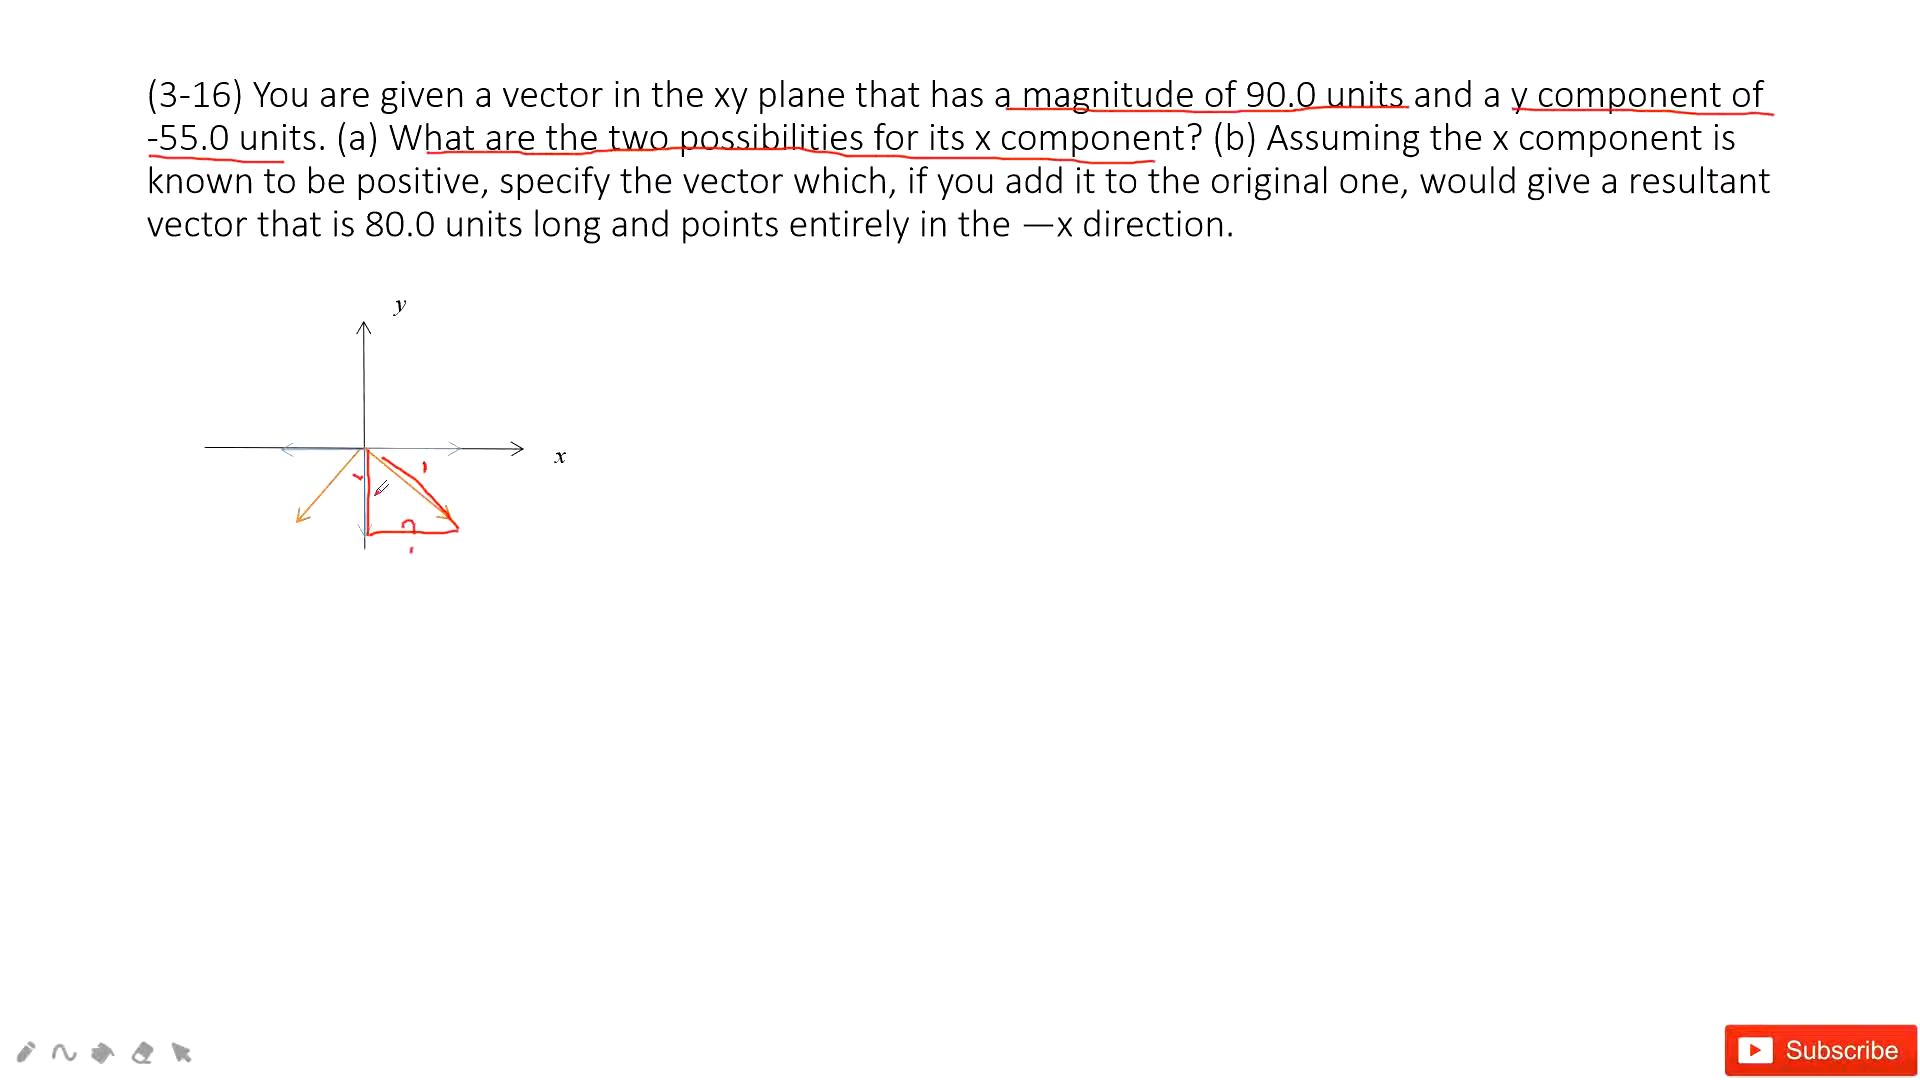 (3-16) You are given a vector in the xy plane that has a magnitude of 90.0 units and a y component of
-55.0 units. (a) What are the two possibilities for its x component? (b) Assuming the x component is
known to be positive, specify the vector which, if you add it to the original one, would give a resultant
vector that is 80.0 units long and points entirely in the —x direction.
y
x
?
Subscribe